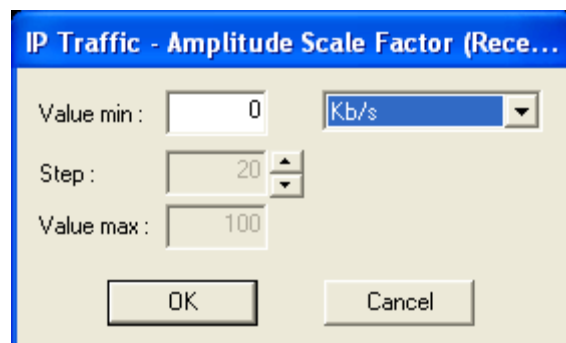 IP Traffic - Amplitude Scale Factor (Rece...
Value min : 0 Kb/s
Step : 20
Value max : 100
OK Cancel